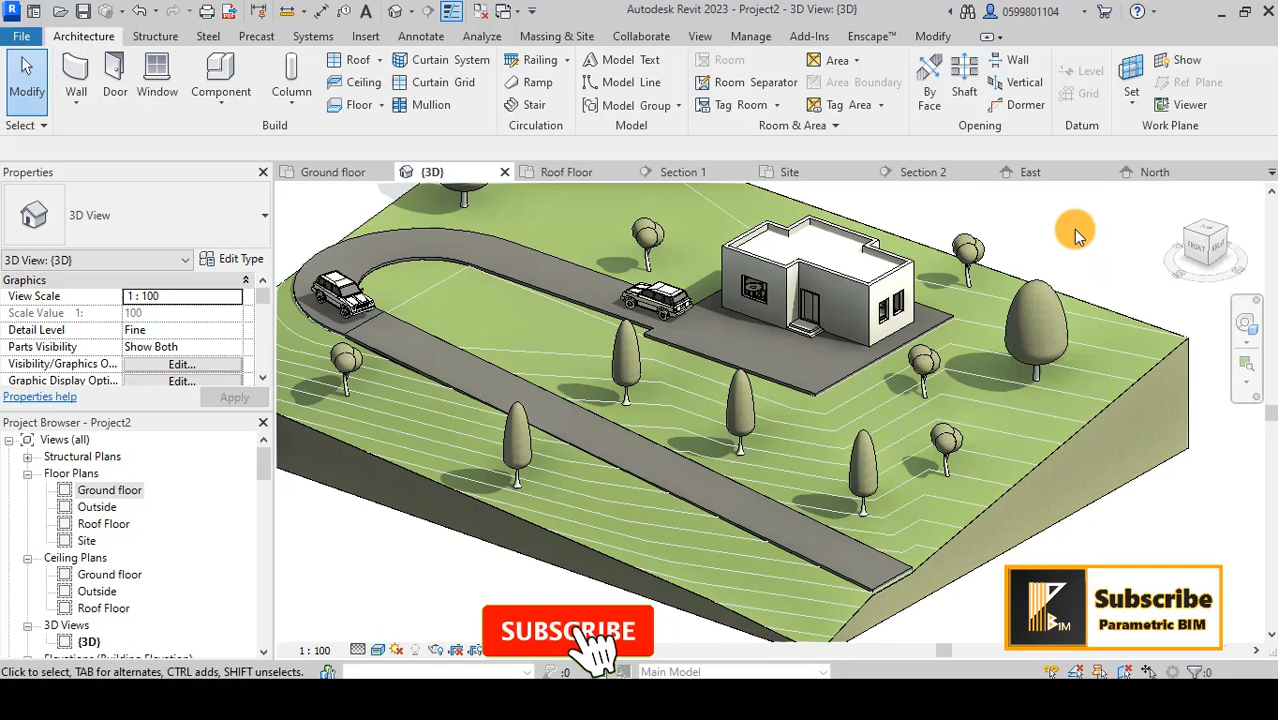 Autodesk Revit 2023 - Project2 - 3D View: {3D}
0599801104
File Architecture Structure Steel Precast Systems Insert Annotate Analyze Massing & Site Collaborate View Manage Add-Ins Enscape™ Modify
Modify
Wall
Door
Window
Component
Column
Roof
Ceiling
Floor
Curtain System
Curtain Grid
Mullion
Railing
Ramp
Stair
Model Text
Model Line
Model Group
Room
Room Separator
Tag Room
Area
Area Boundary
Tag Area
By
Face
Shaft
Wall
Vertical
Dormer
Level
Grid
Set
Show
Ref Plane
Viewer
Select
Build
Circulation
Model
Room & Area
Opening
Datum
Work Plane
Properties
Ground floor
{3D}
Roof Floor
Section 1
Site
Section 2
East
North
3D View
3D View: {3D}
Edit Type
Graphics
View Scale 1 : 100
Scale Value 1: 100
Detail Level Fine
Parts Visibility Show Both
Visibility/Graphics O... Edit...
Graphic Display Opti... Edit...
Properties help
Apply
Project Browser - Project2
Views (all)
Structural Plans
Floor Plans
Ground floor
Outside
Roof Floor
Site
Ceiling Plans
Ground floor
Outside
Roof Floor
3D Views
{3D}
TOP
FRONT
RIGHT
SUBSCRIBE
BIM
Subscribe
Parametric BIM
1 : 100
Click to select, TAB for alternates, CTRL adds, SHIFT unselects.
:0
Main Model
:0